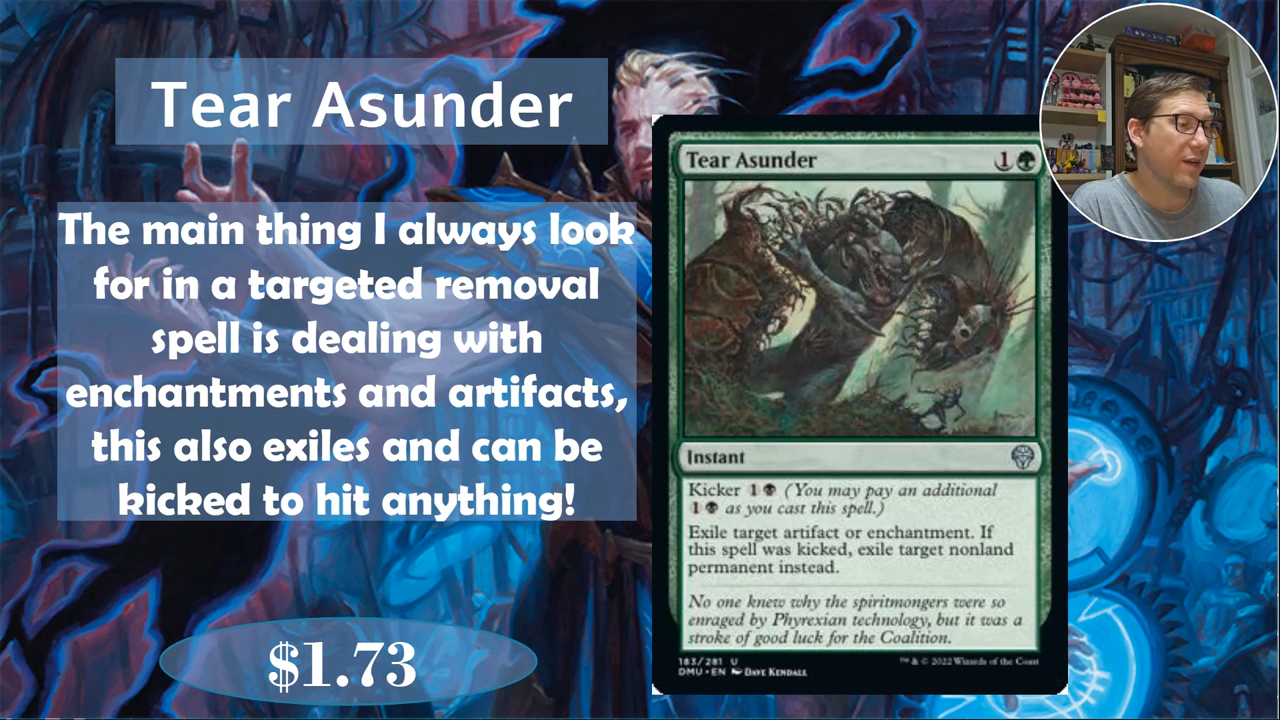 Tear Asunder
The main thing I always look
for in a targeted removal
spell is dealing with
enchantments and artifacts,
this also exiles and can be
kicked to hit anything!
$1.73
Tear Asunder 1
Instant
Kicker 1 (You may pay an additional
1 as you cast this spell.)
Exile target artifact or enchantment. If
this spell was kicked, exile target nonland
permanent instead.
No one knew why the spiritmongers were so
enraged by Phyrexian technology, but it was a
stroke of good luck for the Coalition.
183/281 U
DMU • EN DAVE KENDALL
™ & © 2022 Wizards of the Coast